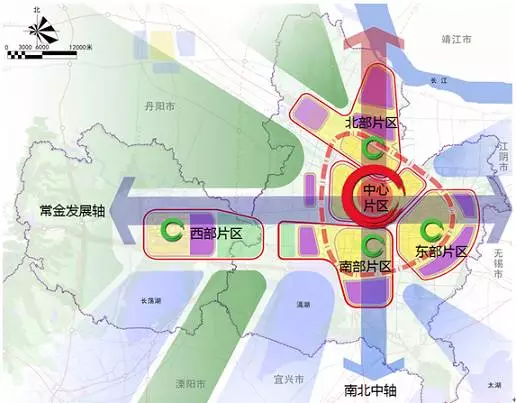 北
0 3000 6000 12000米
靖江市
长江
丹阳市
北部片区
江阴市
中心
片区
常金发展轴
西部片区
南部片区
东部片区
无锡市
长荡湖
滆湖
溧阳市
宜兴市
南北中轴
太湖